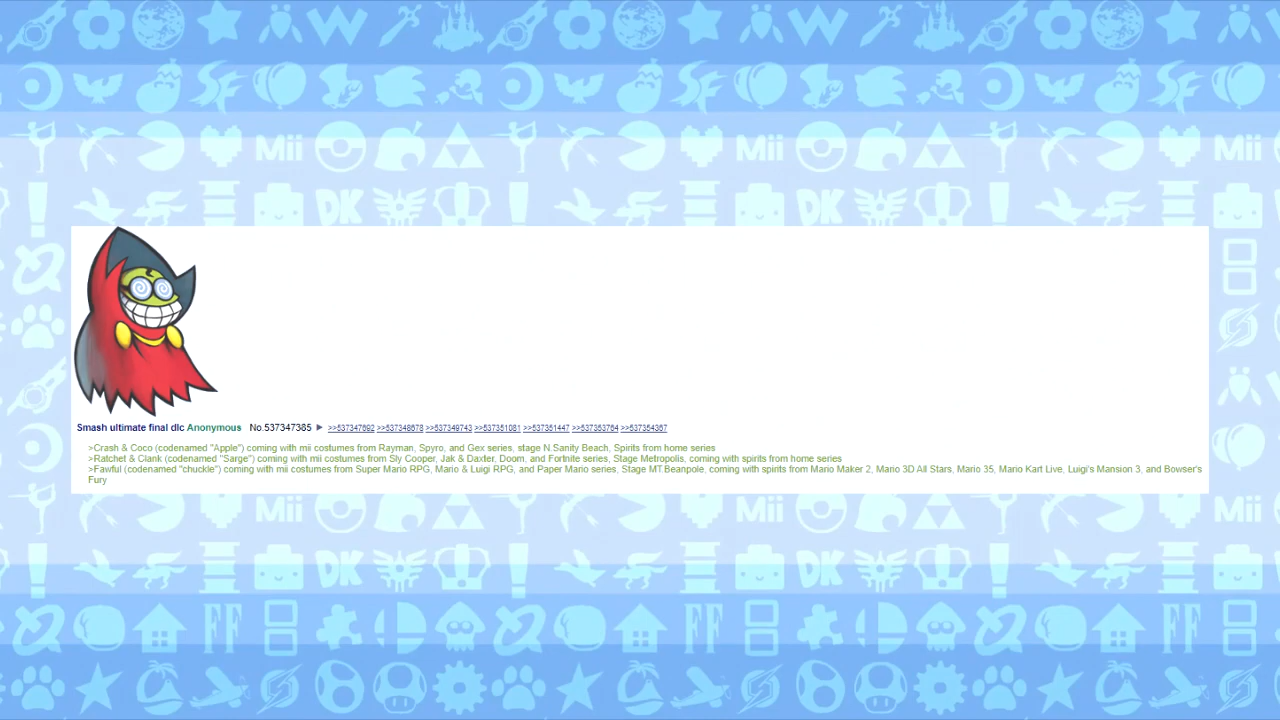 Smash ultimate final dlc Anonymous No.537347385 ▶ >>537347692 >>537348678 >>537349743 >>537351081 >>537351447 >>537353764 >>537354367
>Crash & Coco (codenamed "Apple") coming with mii costumes from Rayman, Spyro, and Gex series, stage N.Sanity Beach, Spirits from home series
>Ratchet & Clank (codenamed "Sarge") coming with mii costumes from Sly Cooper, Jak & Daxter, Doom, and Fortnite series, Stage Metropolis, coming with spirits from home series
>Fawful (codenamed "chuckle") coming with mii costumes from Super Mario RPG, Mario & Luigi RPG, and Paper Mario series, Stage MT.Beanpole, coming with spirits from Mario Maker 2, Mario 3D All Stars, Mario 35, Mario Kart Live, Luigi's Mansion 3, and Bowser's
Fury